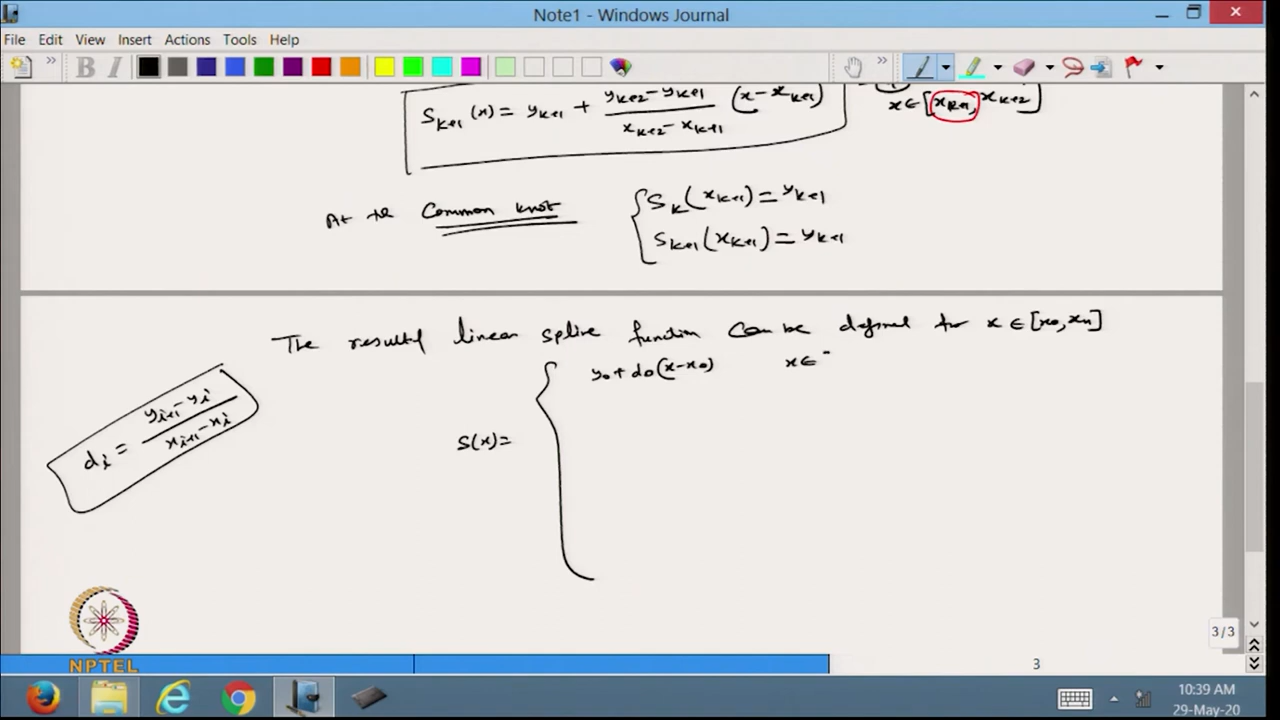 Note1 - Windows Journal
File Edit View Insert Actions Tools Help
S_{k+1}(x) = y_{k+1} + \frac{y_{k+2} - y_{k+1}}{x_{k+2} - x_{k+1}} (x - x_{k+1}) x ∈ [x_{k+1}, x_{k+2}]
At the Common knot
S_k(x_{k+1}) = y_{k+1}
S_{k+1}(x_{k+1}) = y_{k+1}
The linear spline function can be defined for x ∈ [x_0, x_n]
y_0 + d_0(x - x_0) x ∈
d_i = \frac{y_{i+1} - y_i}{x_{i+1} - x_i}
S(x) =
3/3
NPTEL
3
10:39 AM
29-May-20